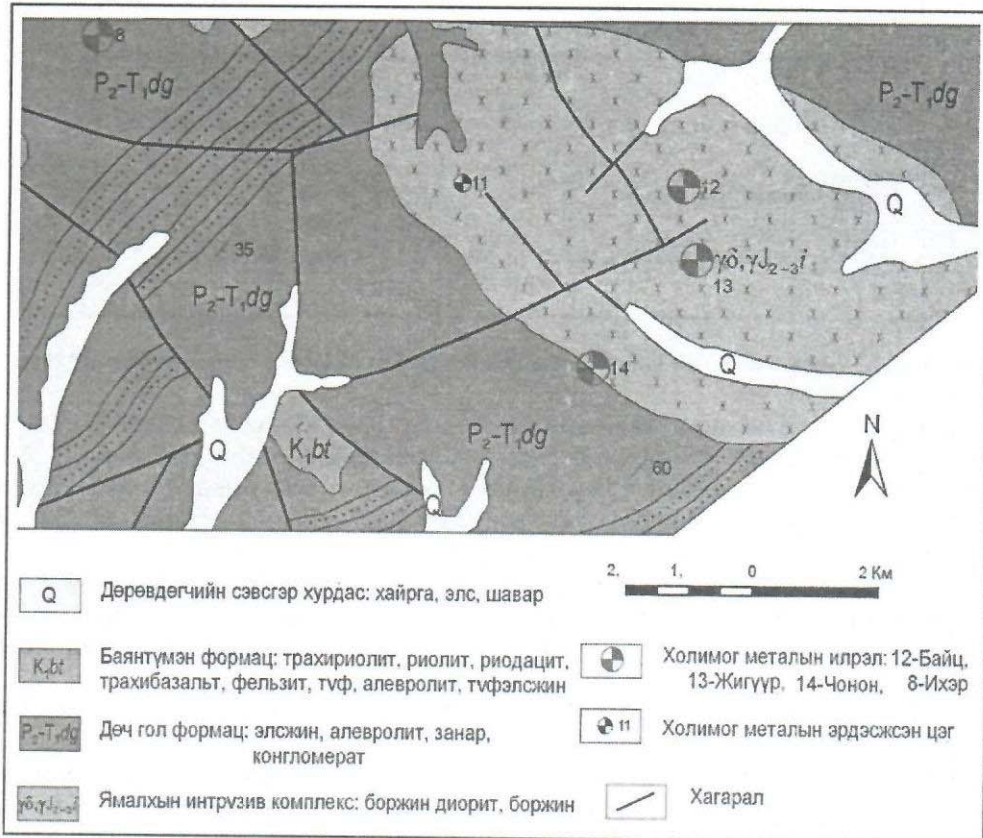 8
P₂-T₁dg
P₂-T₁dg
11
12
Q
γδ,γJ₂₋₃i
13
35
P₂-T₁dg
14
Q
Q
K₁bt
P₂-T₁dg
60
N
Q
2, 1, 0 2 Км
Q Дөрөвдөгчийн сэвсгэр хурдас: хайрга, элс, шавар
K₁bt Баянтүмэн формац: трахириолит, риолит, риодацит,
трахибазальт, фельзит, түф, алевролит, түфэлсжин
P₂-T₁dg Дөч гол формац: элсжин, алевролит, занар,
конгломерат
γδ,γJ₂₋₃i Ямалхын интрузив комплекс: боржин диорит, боржин
Холимог металын илрэл: 12-Байц,
13-Жигүүр, 14-Чонон, 8-Ихэр
11 Холимог металын эрдэсжсэн цэг
Хагарал